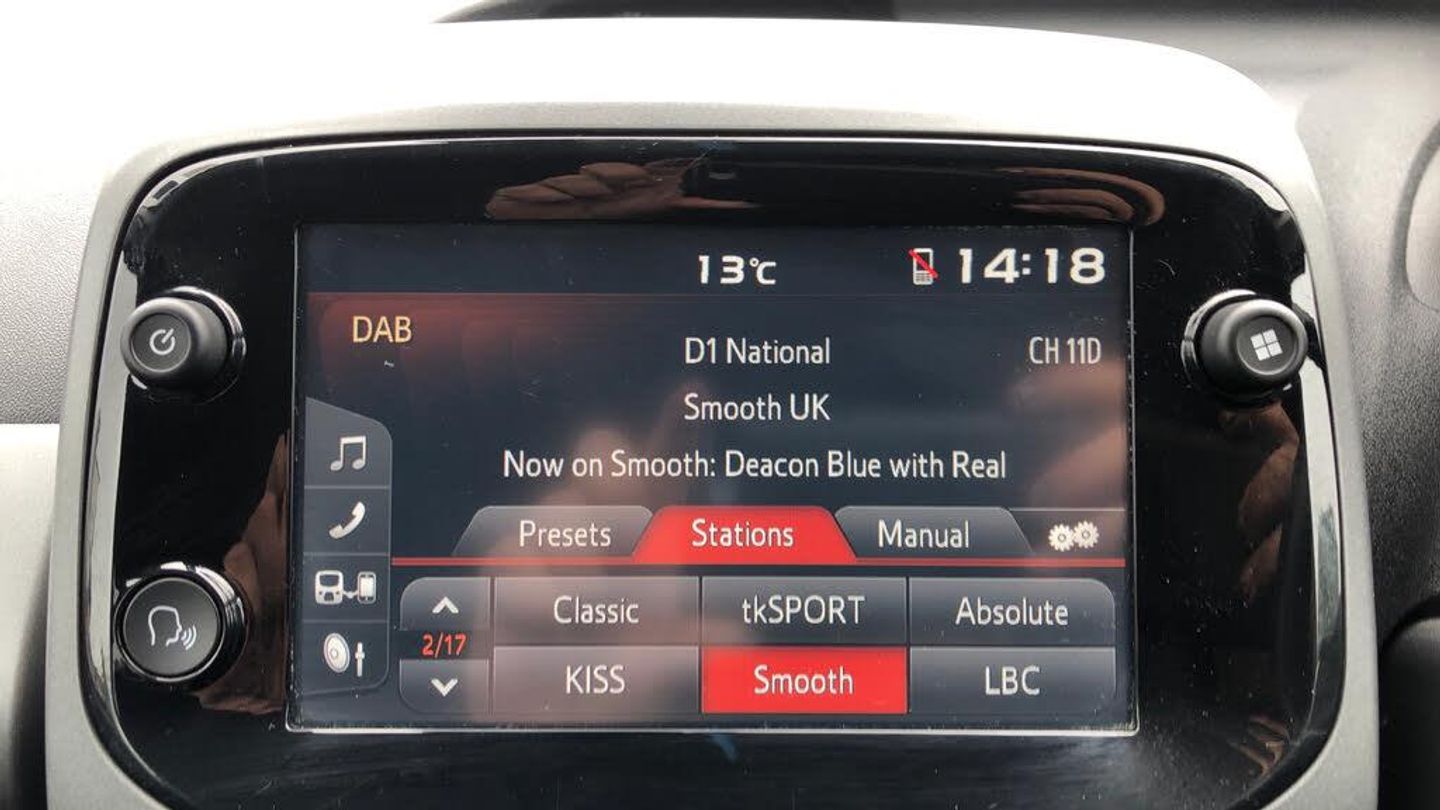 13°C 14:18
DAB
D1 National CH 11D
Smooth UK
Now on Smooth: Deacon Blue with Real
Presets Stations Manual
Classic tkSPORT Absolute
2/17
KISS Smooth LBC